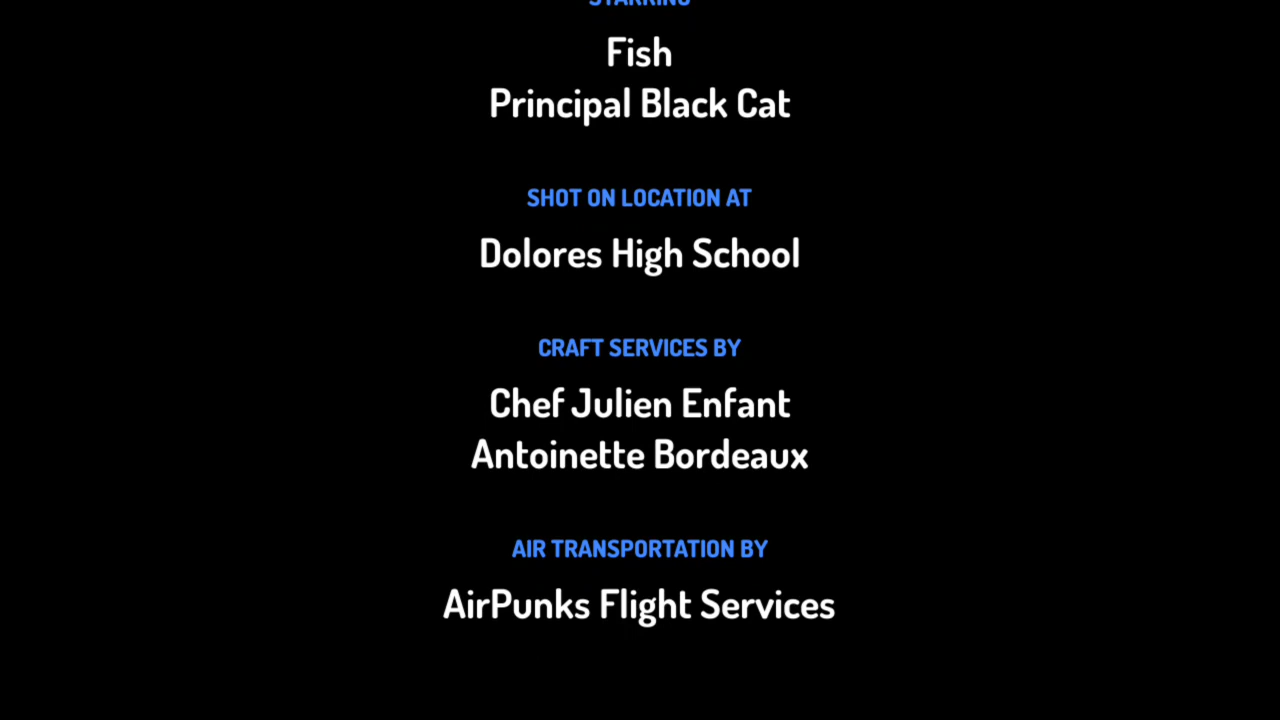 STARRING
Fish
Principal Black Cat
SHOT ON LOCATION AT
Dolores High School
CRAFT SERVICES BY
Chef Julien Enfant
Antoinette Bordeaux
AIR TRANSPORTATION BY
AirPunks Flight Services